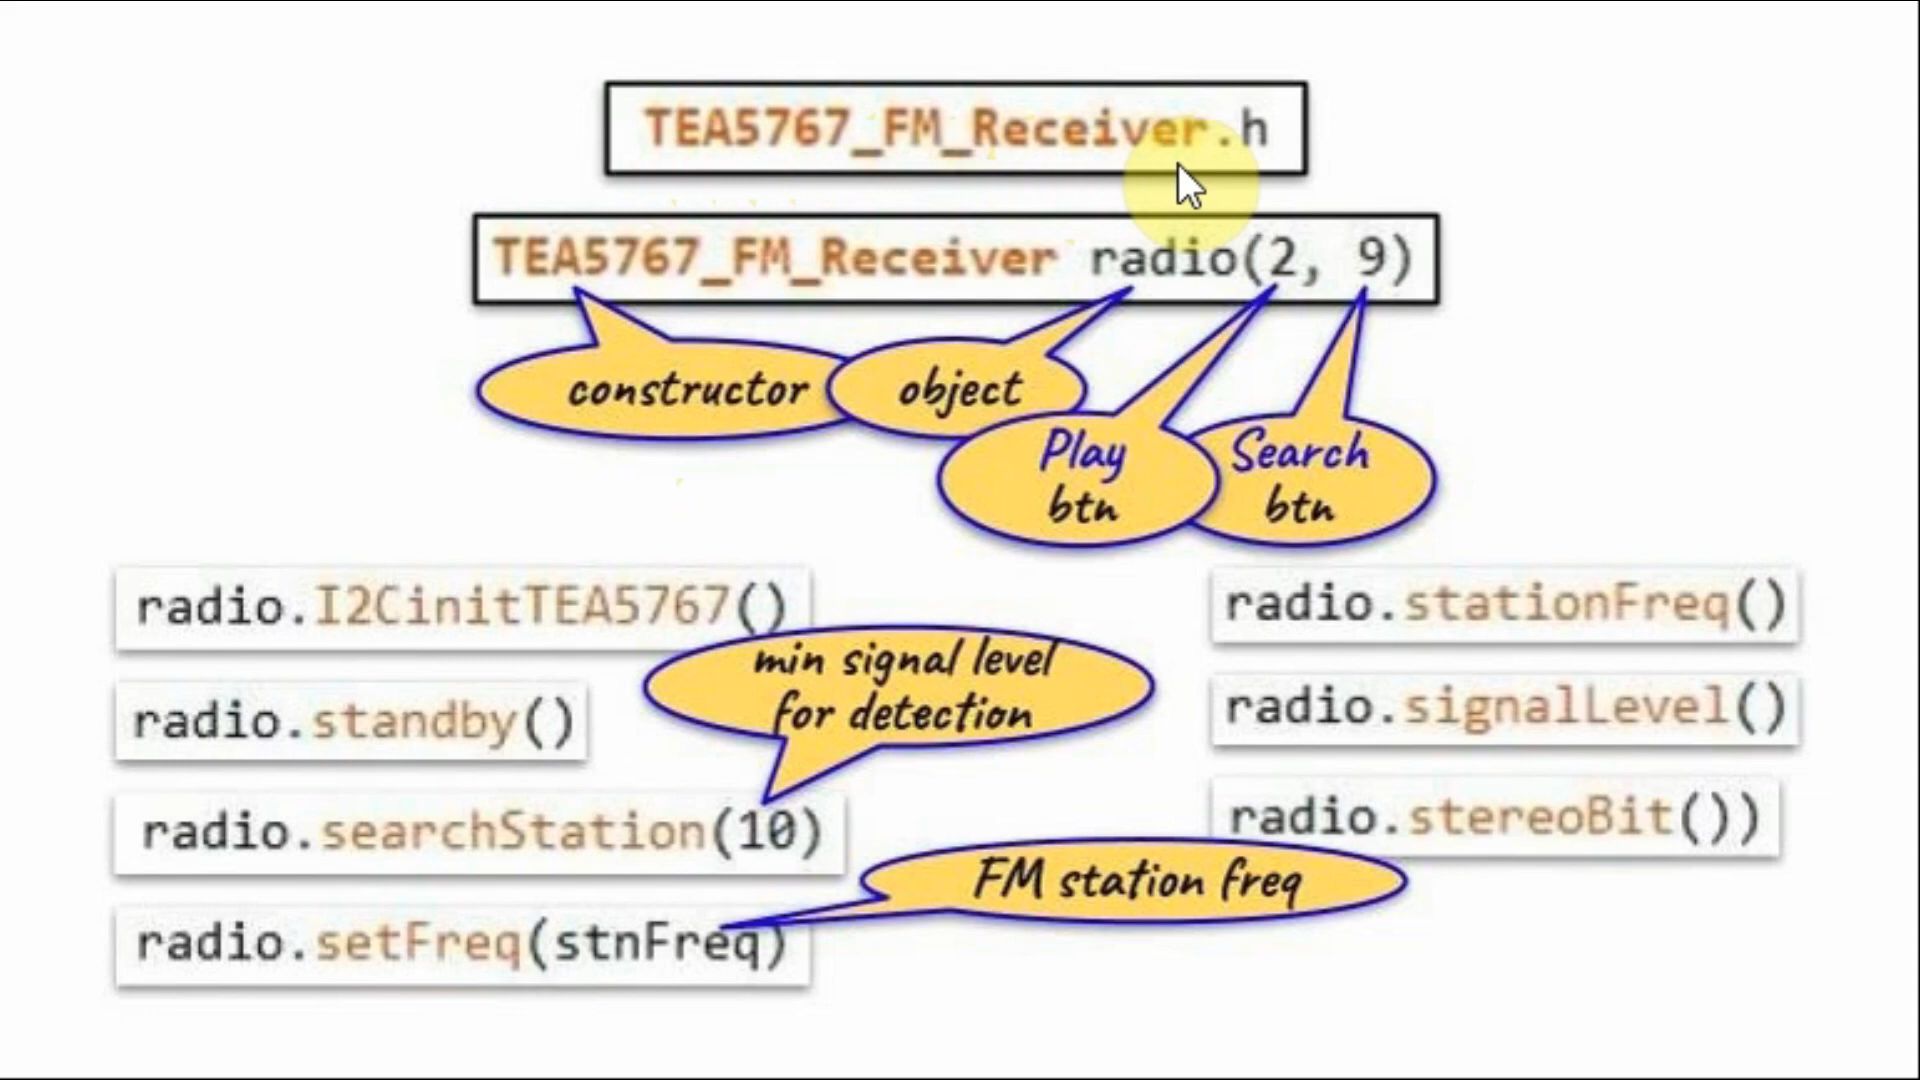 TEA5767_FM_Receiver.h
TEA5767_FM_Receiver radio(2, 9)
constructor
object
Play
btn
Search
btn
radio.I2CinitTEA5767()
min signal level
for detection
radio.standby()
radio.searchStation(10)
FM station freq
radio.setFreq(stnFreq)
radio.stationFreq()
radio.signalLevel()
radio.stereoBit())